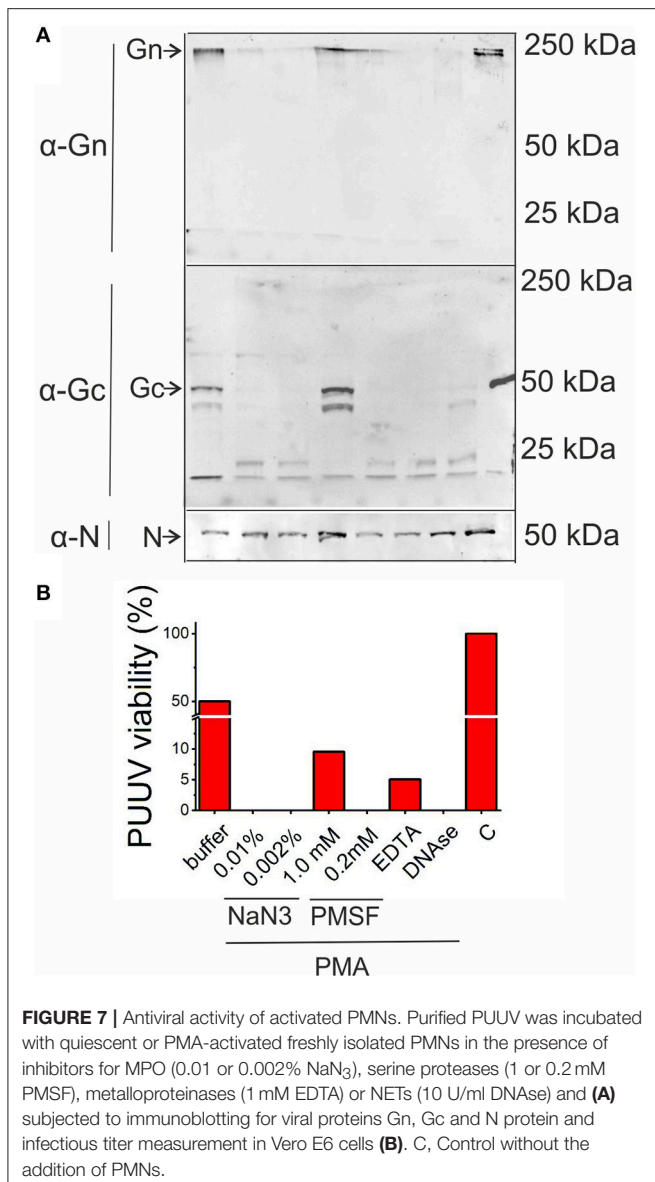 A
Gn→
250 kDa
α-Gn
50 kDa
25 kDa
250 kDa
α-Gc
Gc→
50 kDa
25 kDa
α-N
N→
50 kDa
B
PUUV viability (%)
100
50
10
5
0
buffer
0.01%
0.002%
1.0 mM
0.2mM
EDTA
DNAse
C
NaN3
PMSF
PMA
FIGURE 7 | Antiviral activity of activated PMNs. Purified PUUV was incubated
with quiescent or PMA-activated freshly isolated PMNs in the presence of
inhibitors for MPO (0.01 or 0.002% NaN₃), serine proteases (1 or 0.2 mM
PMSF), metalloproteinases (1 mM EDTA) or NETs (10 U/ml DNAse) and (A)
subjected to immunoblotting for viral proteins Gn, Gc and N protein and
infectious titer measurement in Vero E6 cells (B). C, Control without the
addition of PMNs.